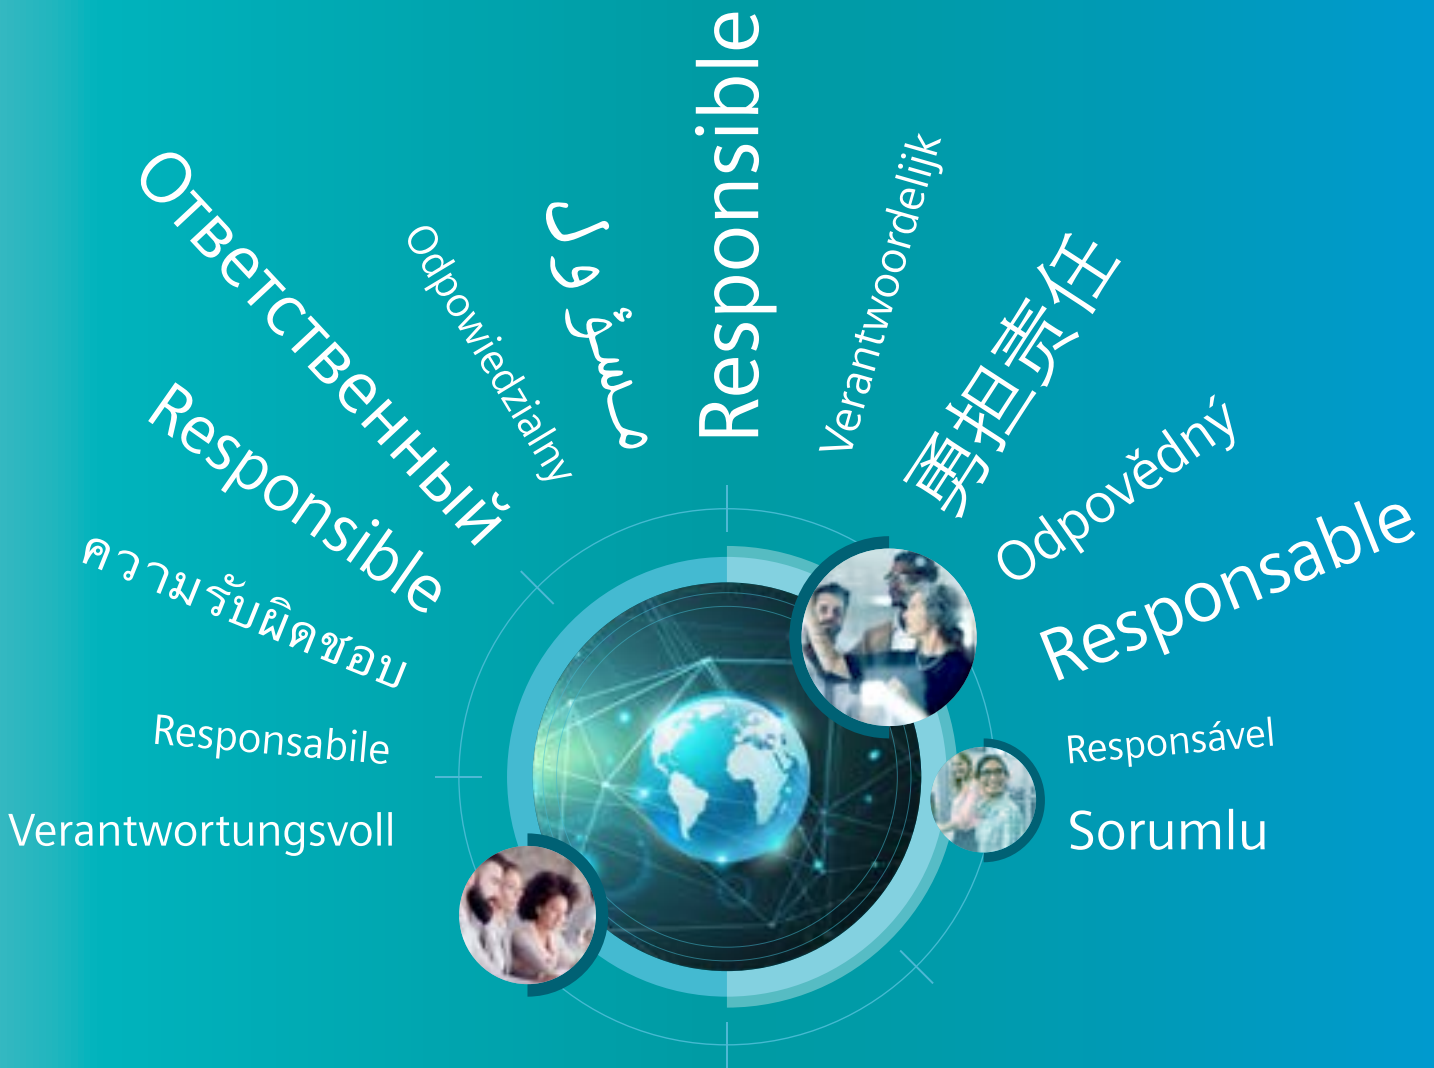 Verantwortungsvoll
Responsabile
ความรับผิดชอบ
Responsible
Ответственный
Odpowiedzialny
مسؤول
Responsible
Verantwoordelijk
勇担责任
Odpovědný
Responsable
Responsável
Sorumlu